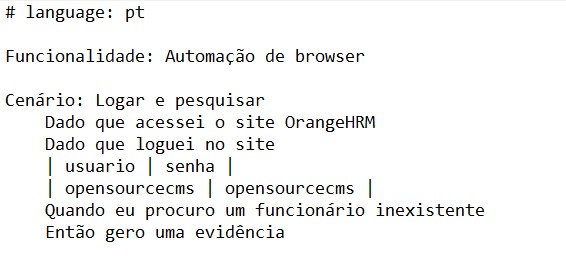 # language: pt
Funcionalidade: Automação de browser
Cenário: Logar e pesquisar
Dado que acessei o site OrangeHRM
Dado que loguei no site
| usuario | senha |
| opensourcecms | opensourcecms |
Quando eu procuro um funcionário inexistente
Então gero uma evidência